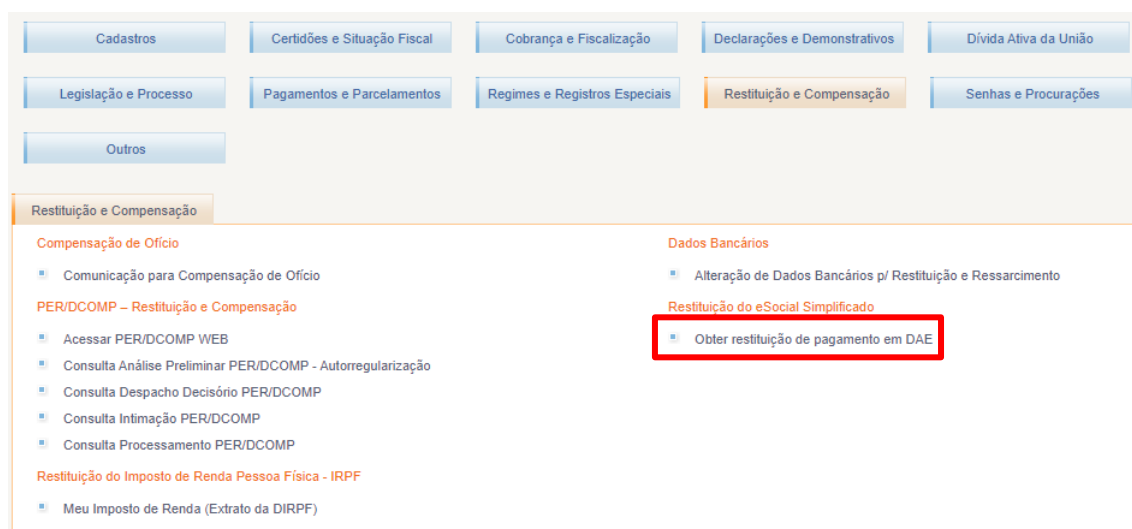 Cadastros
Certidões e Situação Fiscal
Cobrança e Fiscalização
Declarações e Demonstrativos
Dívida Ativa da União
Legislação e Processo
Pagamentos e Parcelamentos
Regimes e Registros Especiais
Restituição e Compensação
Senhas e Procurações
Outros
Restituição e Compensação
Compensação de Ofício
Comunicação para Compensação de Ofício
PER/DCOMP – Restituição e Compensação
Acessar PER/DCOMP WEB
Consulta Análise Preliminar PER/DCOMP - Autorregularização
Consulta Despacho Decisório PER/DCOMP
Consulta Intimação PER/DCOMP
Consulta Processamento PER/DCOMP
Restituição do Imposto de Renda Pessoa Física - IRPF
Meu Imposto de Renda (Extrato da DIRPF)
Dados Bancários
Alteração de Dados Bancários p/ Restituição e Ressarcimento
Restituição do eSocial Simplificado
Obter restituição de pagamento em DAE